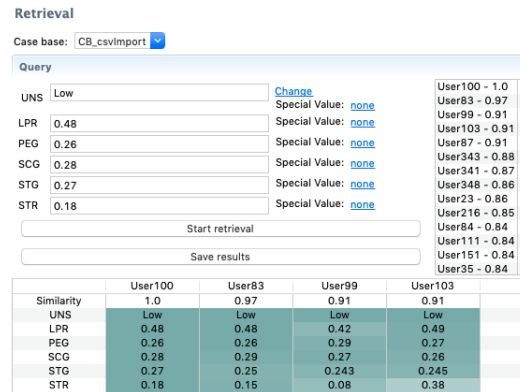 Retrieval
Case base: CB_csvImport
Query
UNS Low Change
Special Value: none
LPR 0.48 Special Value: none
PEG 0.26 Special Value: none
SCG 0.28 Special Value: none
STG 0.27 Special Value: none
STR 0.18 Special Value: none
Start retrieval
Save results
User100 - 1.0
User83 - 0.97
User99 - 0.91
User103 - 0.91
User87 - 0.91
User343 - 0.88
User341 - 0.87
User348 - 0.86
User23 - 0.86
User216 - 0.85
User84 - 0.84
User111 - 0.84
User151 - 0.84
User35 - 0.84
User100 User83 User99 User103
Similarity 1.0 0.97 0.91 0.91
UNS Low Low Low Low
LPR 0.48 0.48 0.42 0.49
PEG 0.26 0.26 0.29 0.27
SCG 0.28 0.29 0.27 0.26
STG 0.27 0.25 0.243 0.245
STR 0.18 0.15 0.08 0.38